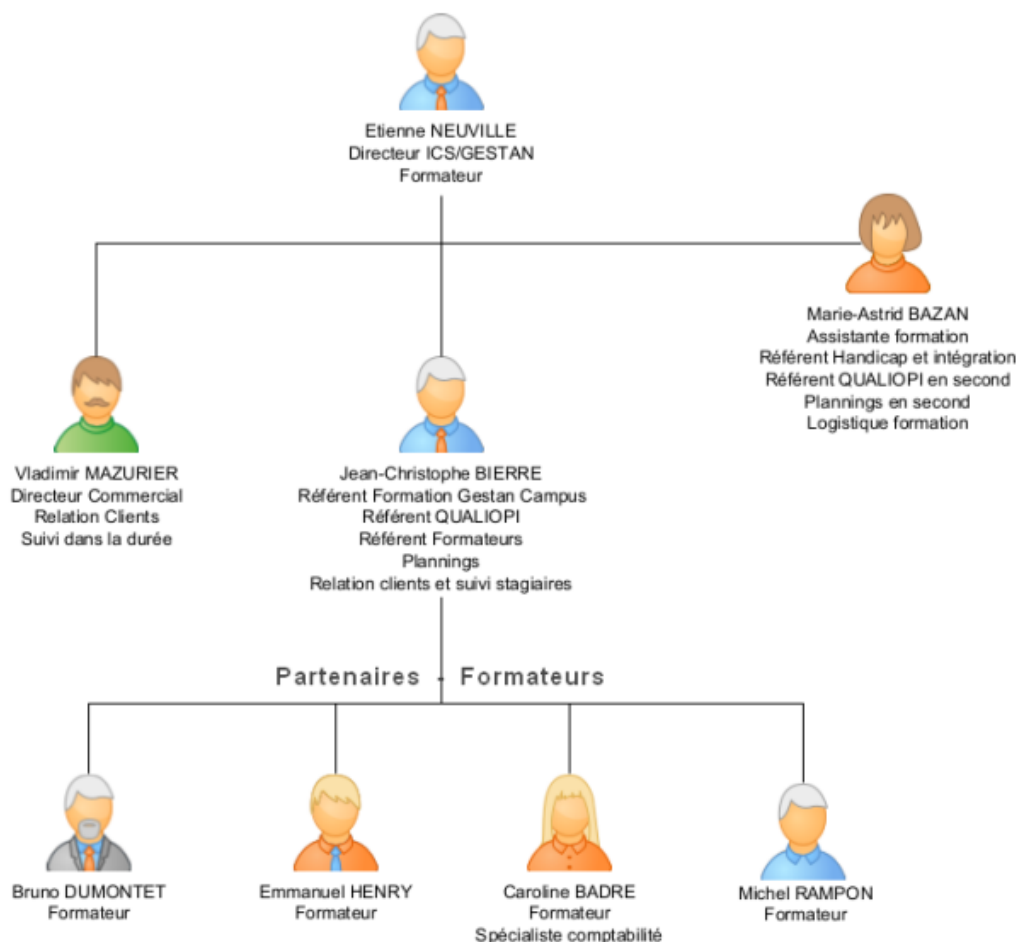 Etienne NEUVILLE
Directeur ICS/GESTAN
Formateur
Marie-Astrid BAZAN
Assistante formation
Référent Handicap et intégration
Référent QUALIOPI en second
Plannings en second
Logistique formation
Vladimir MAZURIER
Directeur Commercial
Relation Clients
Suivi dans la durée
Jean-Christophe BIERRE
Référent Formation Gestan Campus
Référent QUALIOPI
Référent Formateurs
Plannings
Relation clients et suivi stagiaires
Partenaires - Formateurs
Bruno DUMONTET
Formateur
Emmanuel HENRY
Formateur
Caroline BADRE
Formateur
Spécialiste comptabilité
Michel RAMPON
Formateur